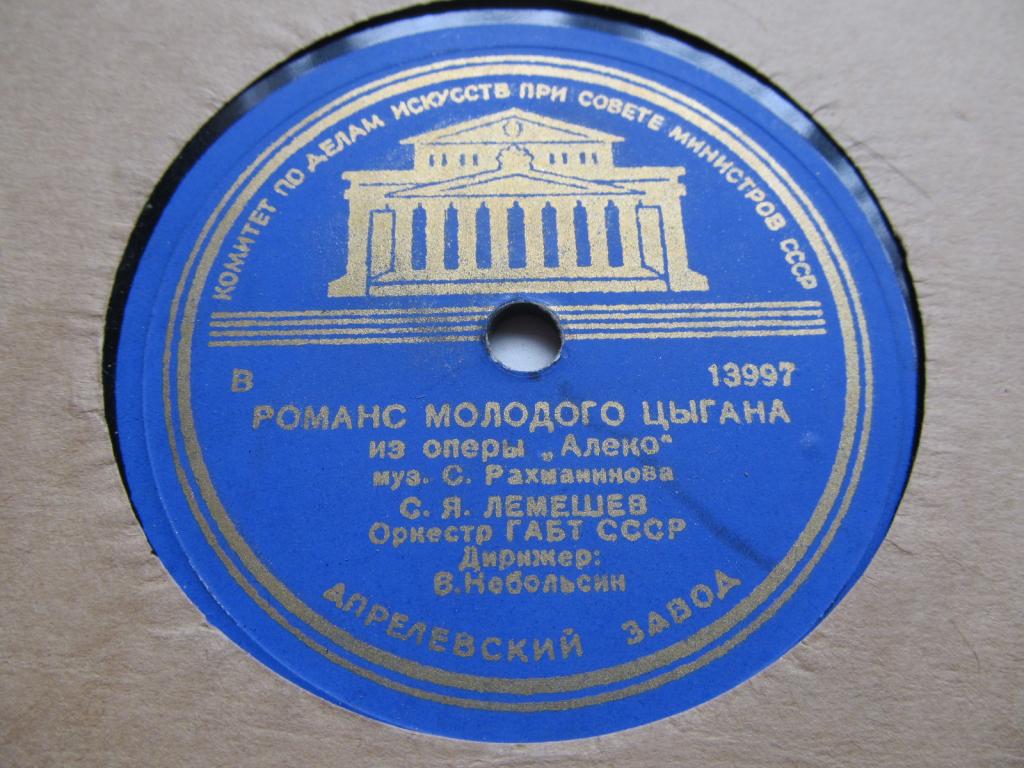 КОМИТЕТ ПО ДЕЛАМ ИСКУССТВ ПРИ СОВЕТЕ МИНИСТРОВ СССР
В 13997
РОМАНС МОЛОДОГО ЦЫГАНА
из оперы „Алеко"
муз. С. Рахманинова
С. Я. ЛЕМЕШЕВ
Оркестр ГАБТ СССР
Дирижер:
В.Небольсин
АПРЕЛЕВСКИЙ ЗАВОД